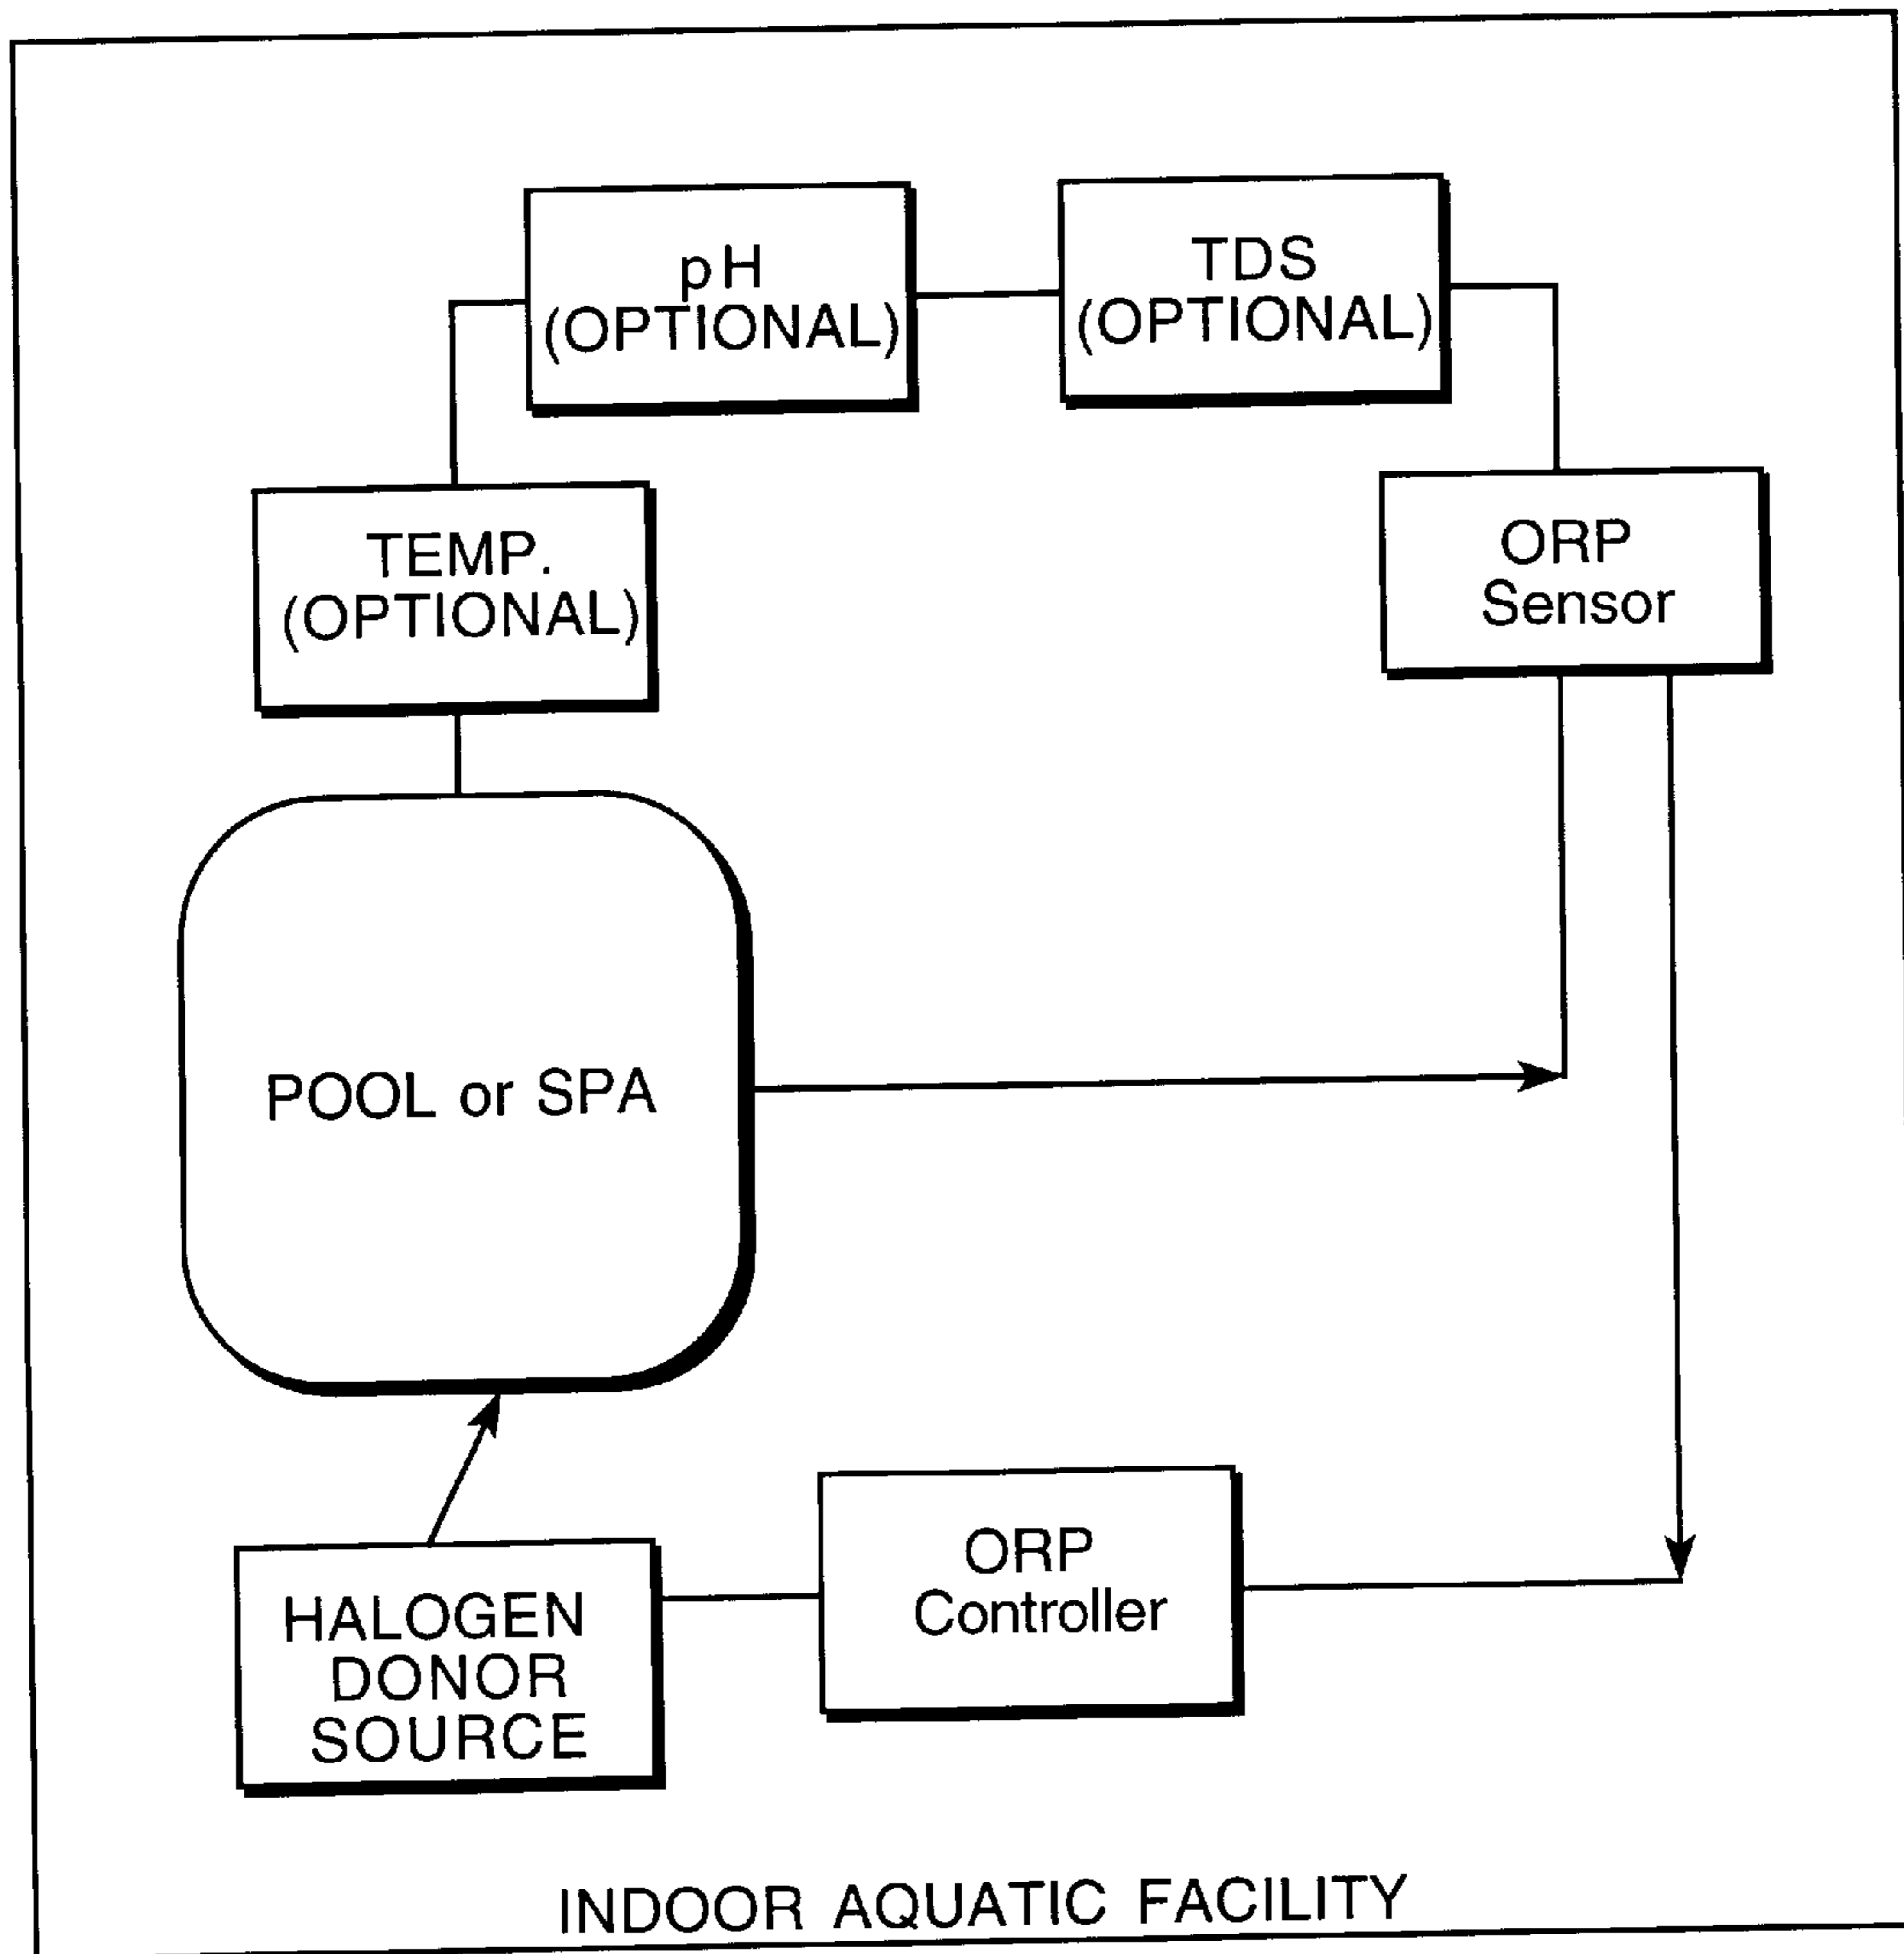 pH
(OPTIONAL)
TDS
(OPTIONAL)
TEMP.
(OPTIONAL)
ORP
Sensor
POOL or SPA
ORP
Controller
HALOGEN
DONOR
SOURCE
INDOOR AQUATIC FACILITY